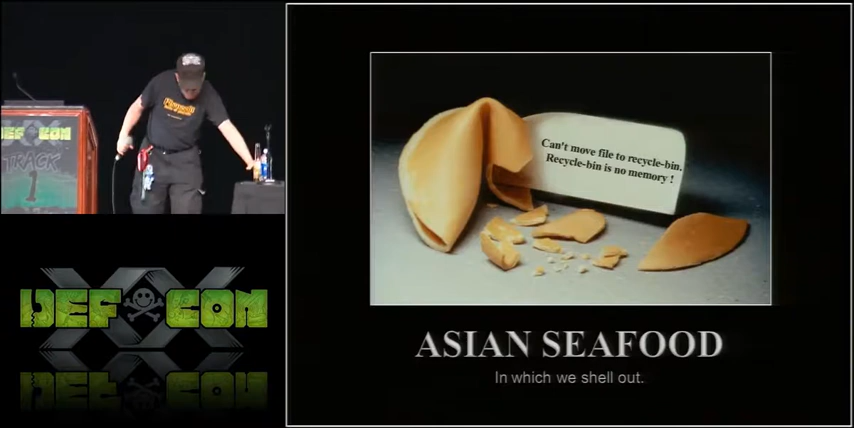 DEF CON
TRACK
1
DEF CON
Can't move file to recycle-bin.
Recycle-bin is no memory !
ASIAN SEAFOOD
In which we shell out.